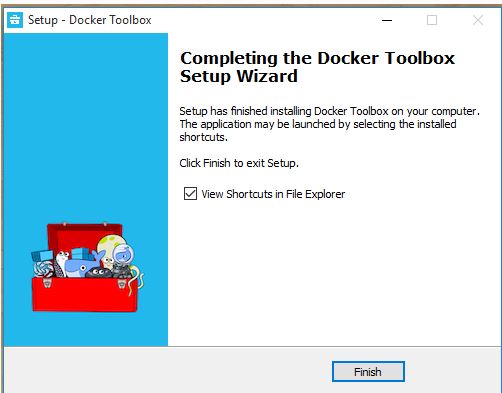 Setup - Docker Toolbox
Completing the Docker Toolbox
Setup Wizard
Setup has finished installing Docker Toolbox on your computer.
The application may be launched by selecting the installed
shortcuts.
Click Finish to exit Setup.
View Shortcuts in File Explorer
Finish